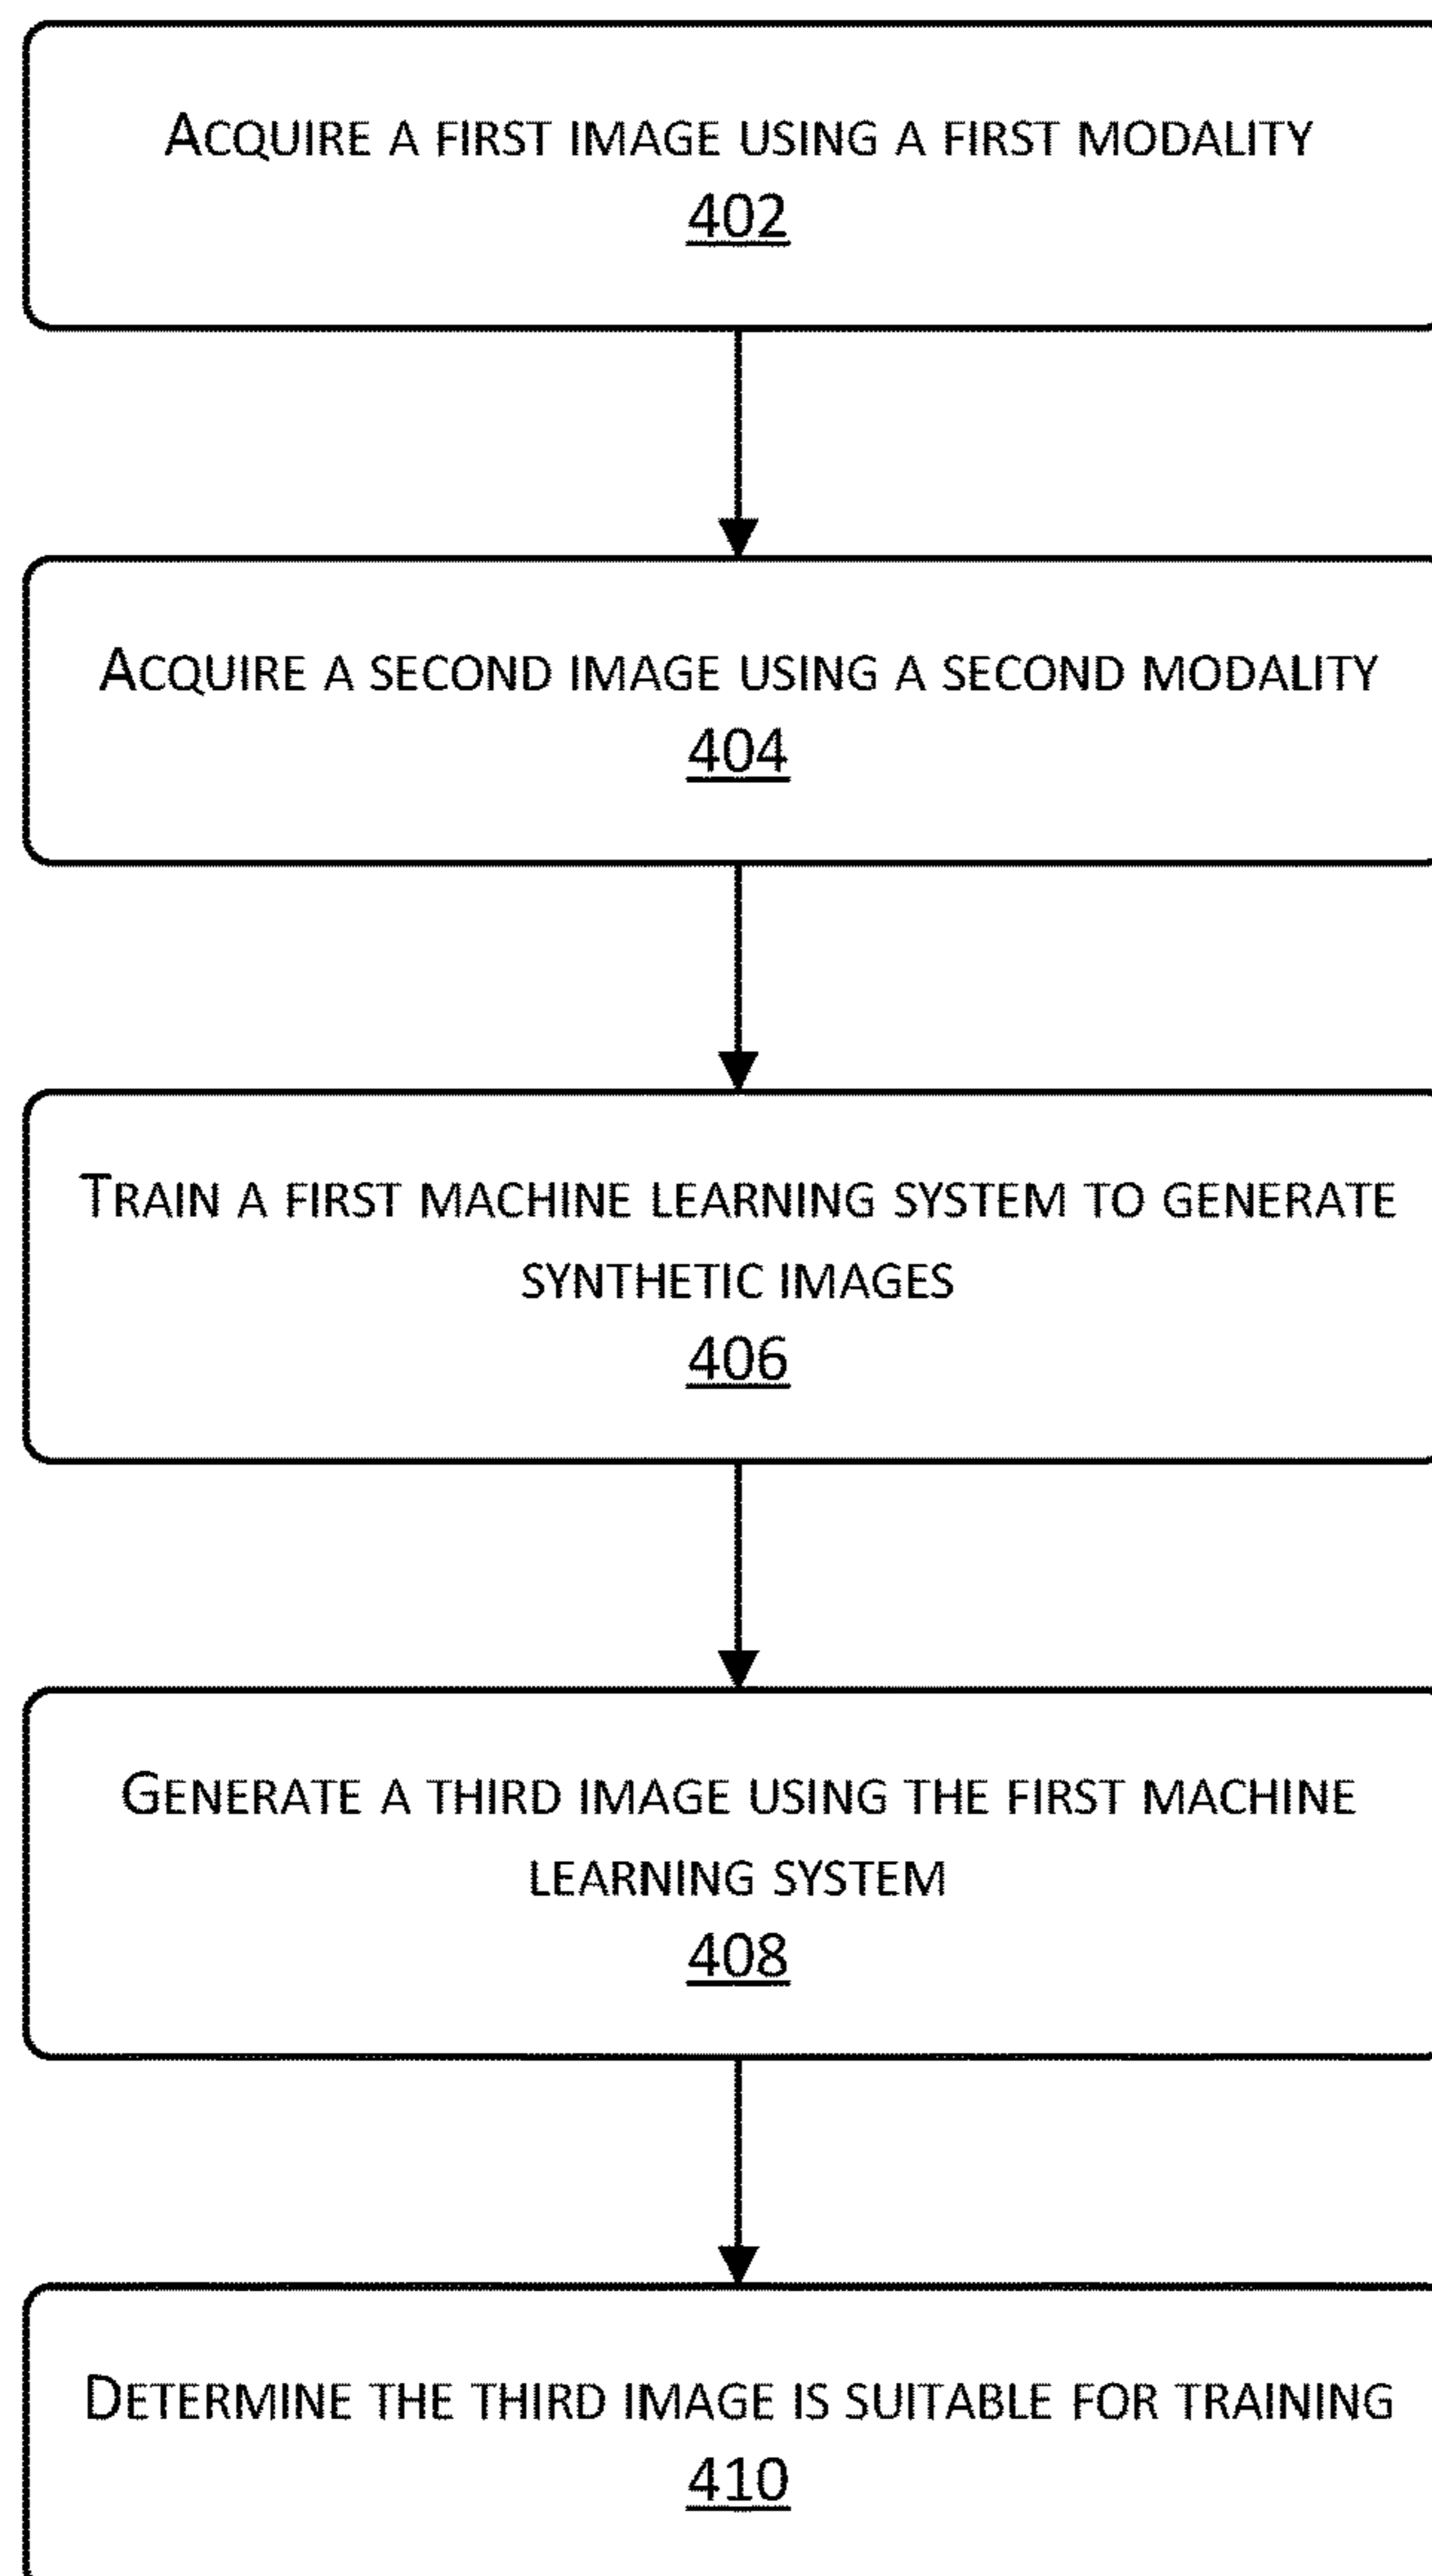 ACQUIRE A FIRST IMAGE USING A FIRST MODALITY
402
ACQUIRE A SECOND IMAGE USING A SECOND MODALITY
404
TRAIN A FIRST MACHINE LEARNING SYSTEM TO GENERATE
SYNTHETIC IMAGES
406
GENERATE A THIRD IMAGE USING THE FIRST MACHINE
LEARNING SYSTEM
408
DETERMINE THE THIRD IMAGE IS SUITABLE FOR TRAINING
410